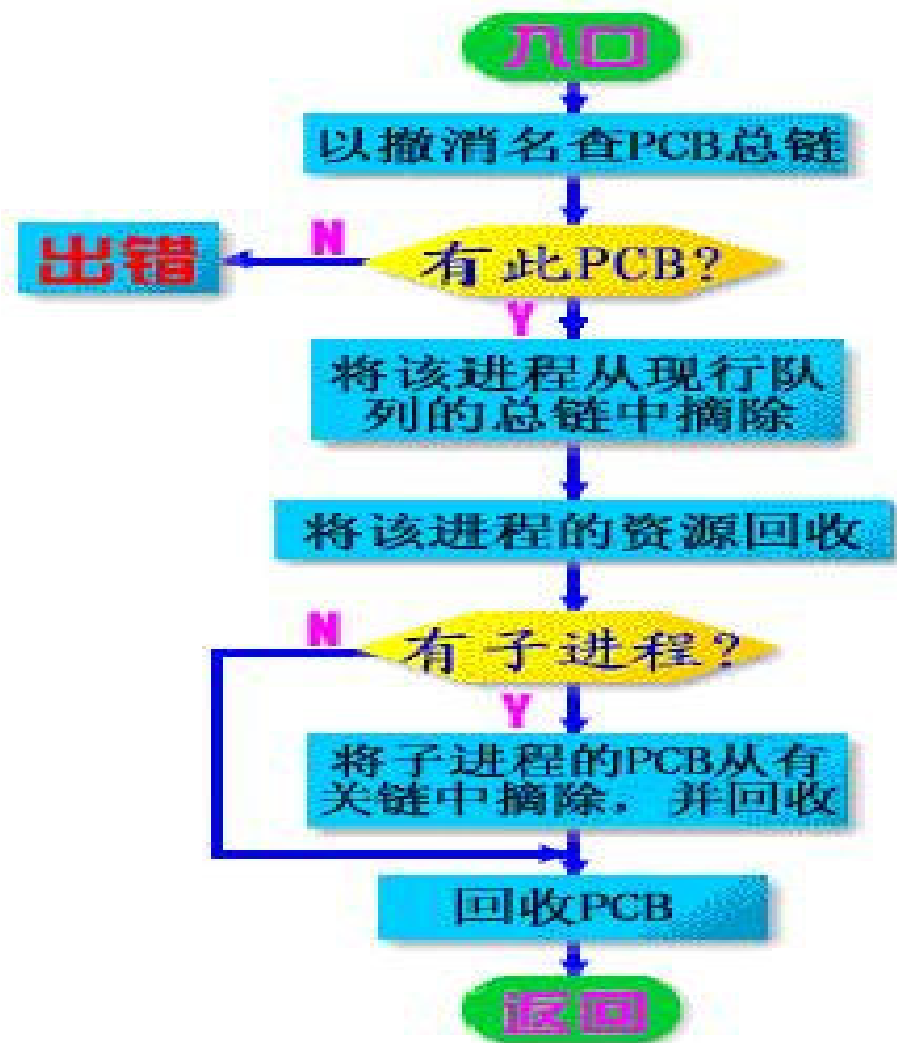 入口
以撤消名查PCB总链
有此PCB?
N
出错
Y
将该进程从现行队
列的总链中摘除
将该进程的资源回收
有子进程?
N
Y
将子进程的PCB从有
关链中摘除，并回收
回收PCB
返回